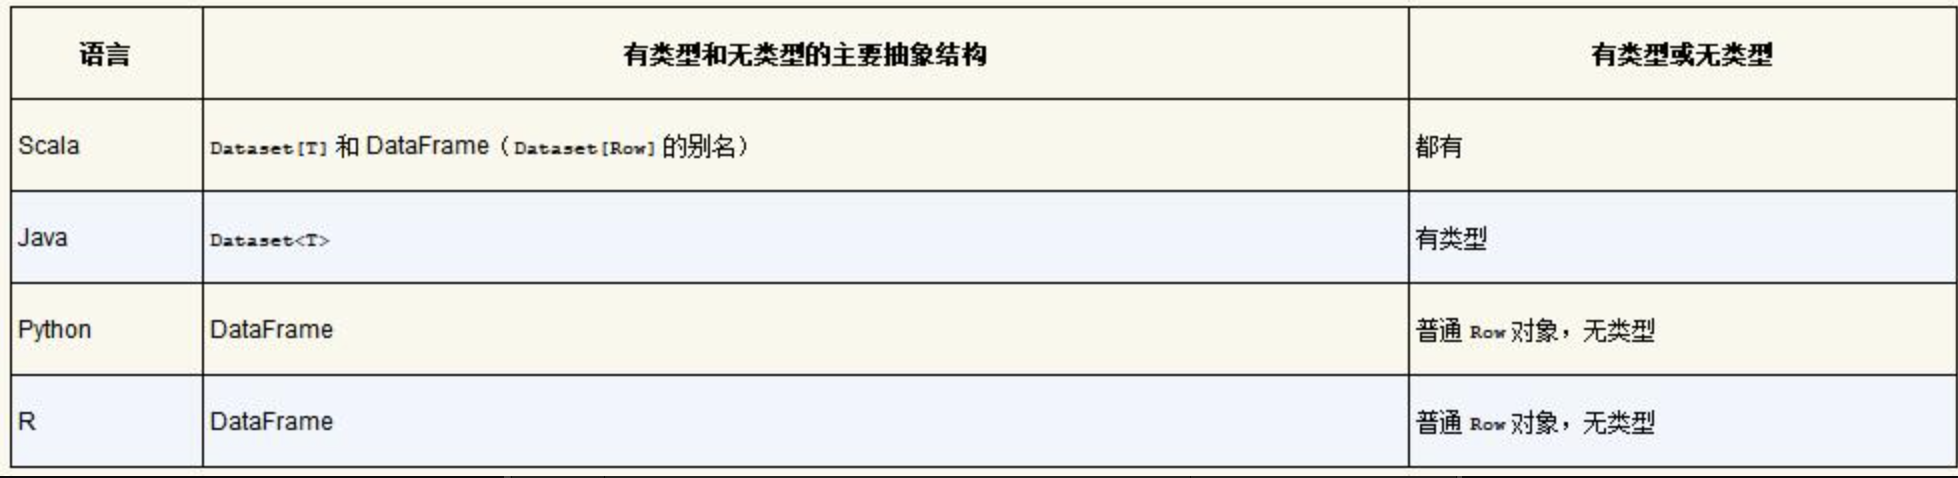 语言 有类型和无类型的主要抽象结构 有类型或无类型
Scala Dataset[T] 和 DataFrame（Dataset[Row] 的别名） 都有
Java Dataset<T> 有类型
Python DataFrame 普通 Row 对象，无类型
R DataFrame 普通 Row 对象，无类型